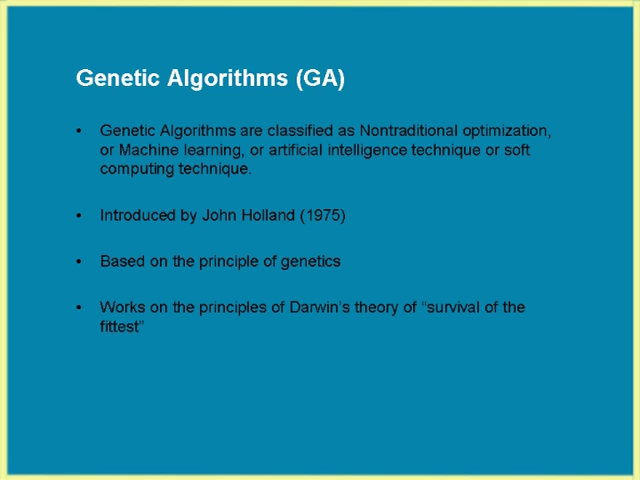 Genetic Algorithms (GA)
• Genetic Algorithms are classified as Nontraditional optimization,
or Machine learning, or artificial intelligence technique or soft
computing technique.
• Introduced by John Holland (1975)
• Based on the principle of genetics
• Works on the principles of Darwin's theory of “survival of the
fittest”